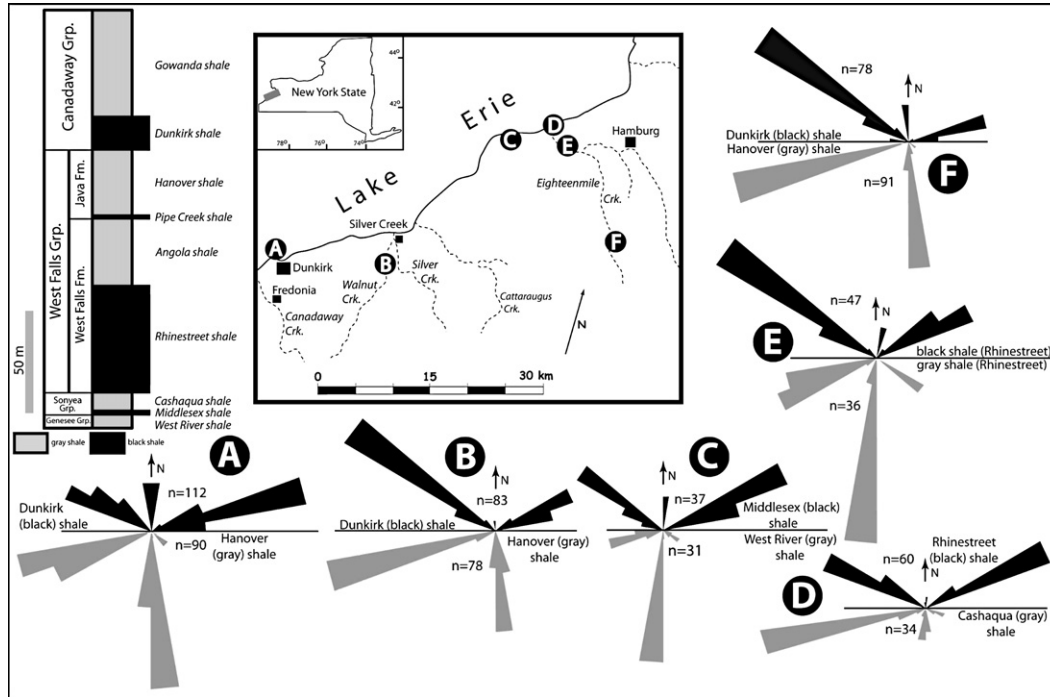 Canadaway Grp.
Gowanda shale
Dunkirk shale
West Falls Grp.
Java Fm.
Hanover shale
Pipe Creek shale
West Falls Fm.
Angola shale
Rhinestreet shale
50 m
Sonyea
Grp.
Cashaqua shale
Middlesex shale
Genesee Grp.
West River shale
gray shale
black shale
New York State
44°
42°
78°
74°
Lake Erie
A
B
C
D
E
F
Hamburg
Eighteenmile
Crk.
Silver Creek
Dunkirk
Fredonia
Walnut
Crk.
Silver
Crk.
Canadaway
Crk.
Cattaraugus
Crk.
N
0 15 30 km
n=78
N
Dunkirk (black) shale
Hanover (gray) shale
n=91
F
n=47
N
E
black shale (Rhinestreet)
gray shale (Rhinestreet)
n=36
A
N
n=112
Dunkirk
(black) shale
Hanover
(gray) shale
n=90
B
N
n=83
Dunkirk (black) shale
Hanover (gray)
shale
n=78
C
N
n=37
Middlesex (black)
shale
West River (gray)
shale
n=31
n=60
Rhinestreet
(black) shale
N
D
Cashaqua (gray)
shale
n=34